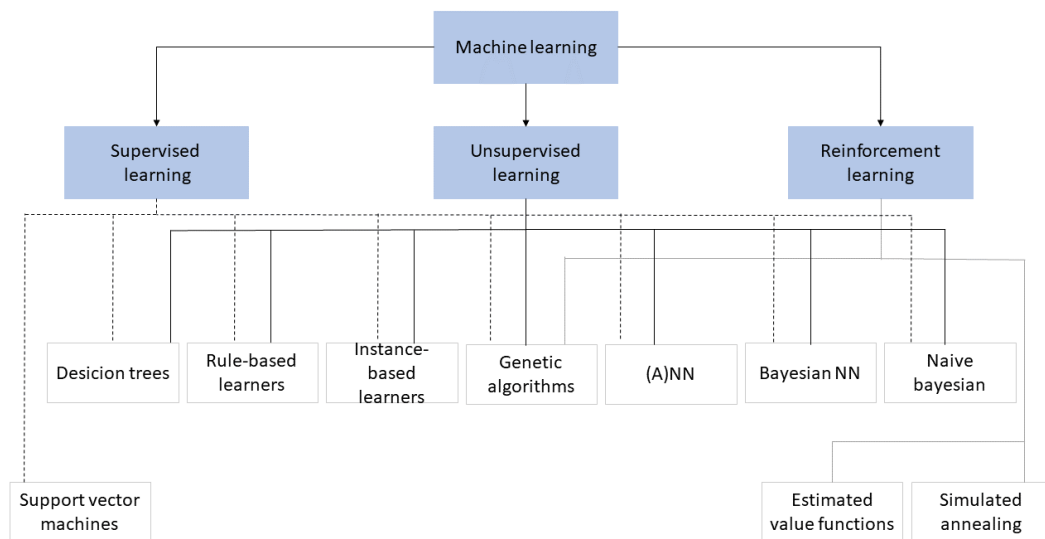 Machine learning
Supervised
learning
Unsupervised
learning
Reinforcement
learning
Desicion trees
Rule-based
learners
Instance-
based
learners
Genetic
algorithms
(A)NN
Bayesian NN
Naive
bayesian
Support vector
machines
Estimated
value functions
Simulated
annealing